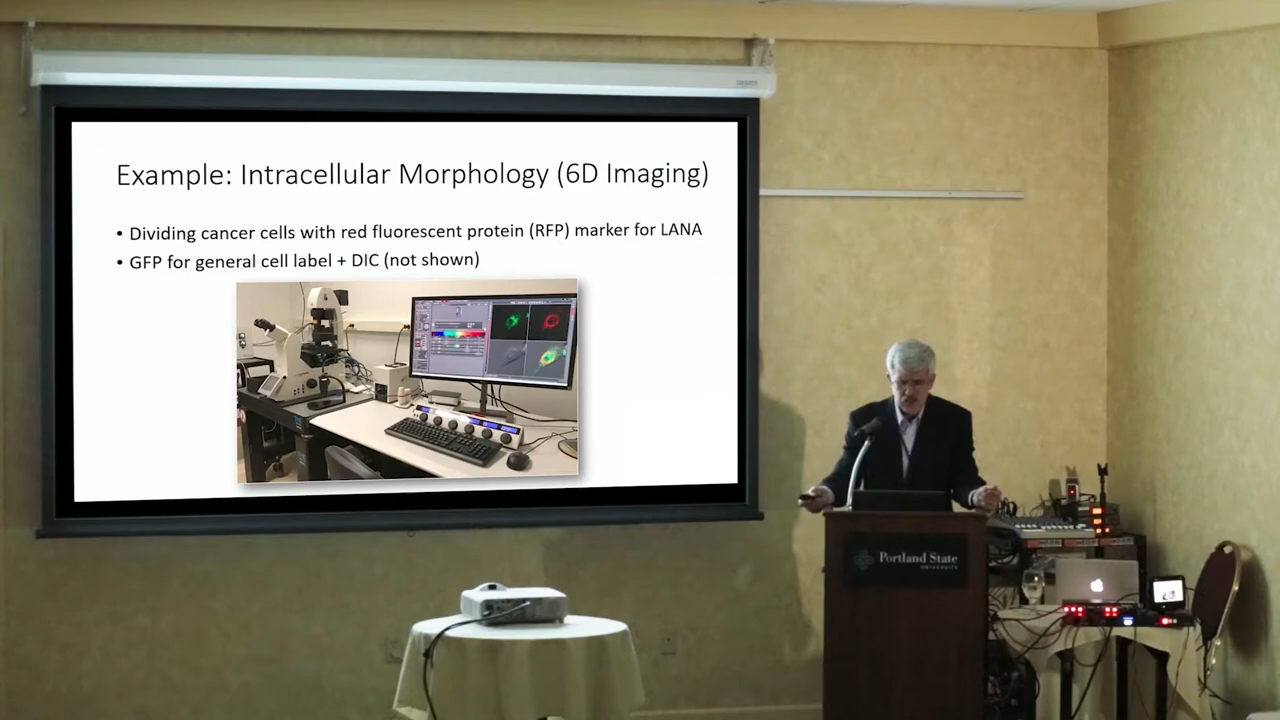 Example: Intracellular Morphology (6D Imaging)
• Dividing cancer cells with red fluorescent protein (RFP) marker for LANA
• GFP for general cell label + DIC (not shown)
Portland State
UNIVERSITY